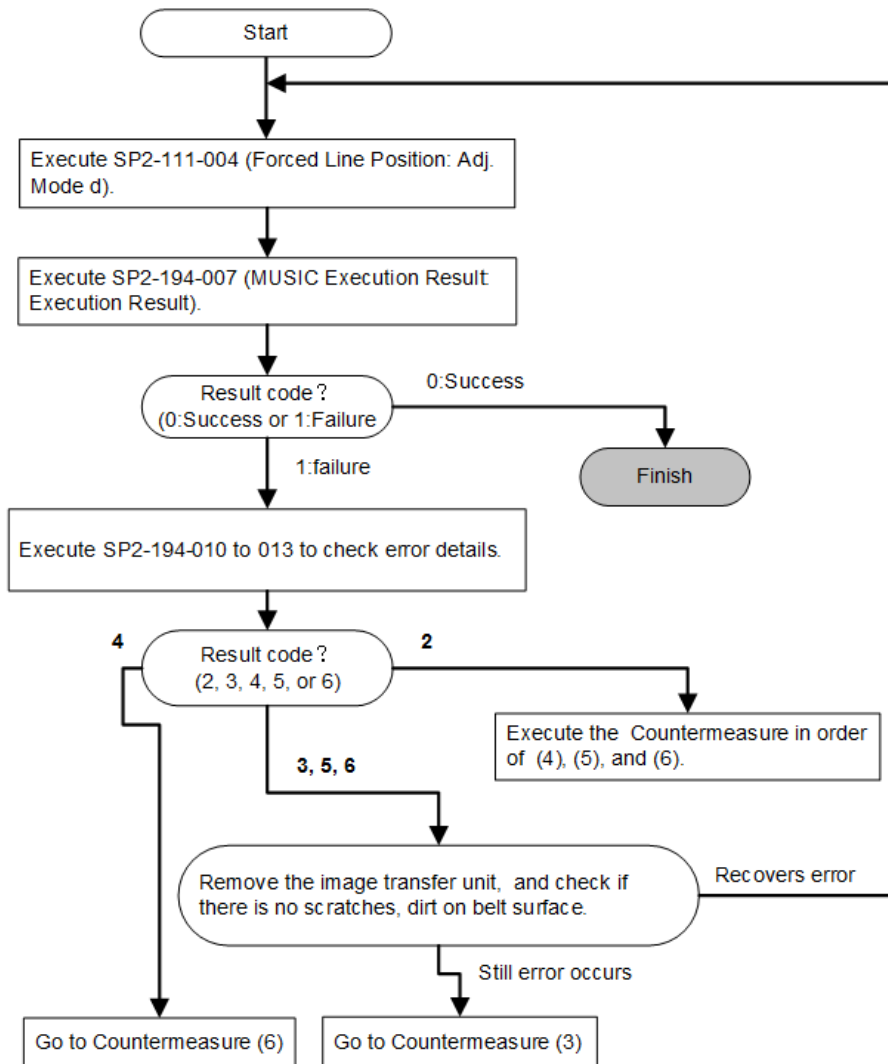 Start
Execute SP2-111-004 (Forced Line Position: Adj.
Mode d).
Execute SP2-194-007 (MUSIC Execution Result:
Execution Result).
Result code?
(0:Success or 1:Failure
0:Success
1:failure
Finish
Execute SP2-194-010 to 013 to check error details.
4
Result code?
(2, 3, 4, 5, or 6)
2
Execute the Countermeasure in order
of (4), (5), and (6).
3, 5, 6
Remove the image transfer unit, and check if
there is no scratches, dirt on belt surface.
Recovers error
Still error occurs
Go to Countermeasure (6)
Go to Countermeasure (3)